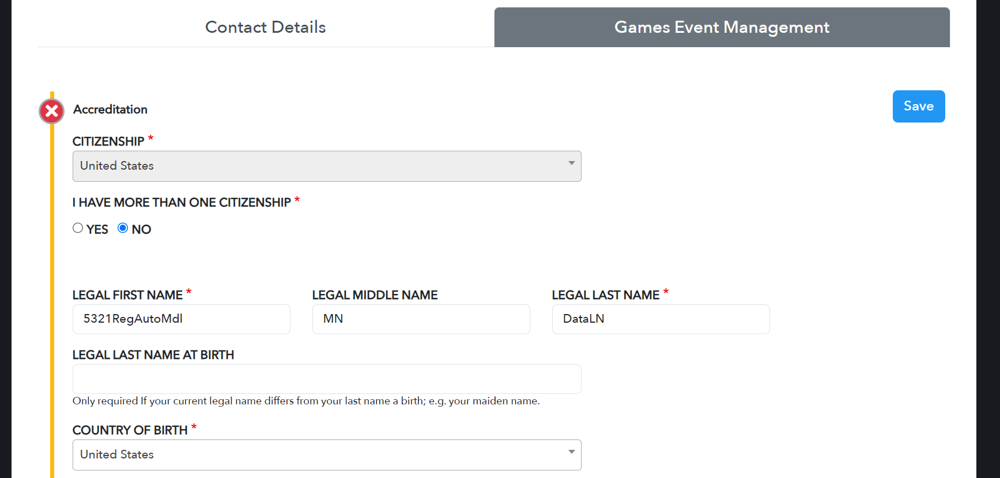 Contact Details
Games Event Management
Accreditation
Save
CITIZENSHIP *
United States
I HAVE MORE THAN ONE CITIZENSHIP *
YES NO
LEGAL FIRST NAME * LEGAL MIDDLE NAME LEGAL LAST NAME *
5321RegAutoMdl MN DataLN
LEGAL LAST NAME AT BIRTH
Only required If your current legal name differs from your last name a birth; e.g. your maiden name.
COUNTRY OF BIRTH *
United States